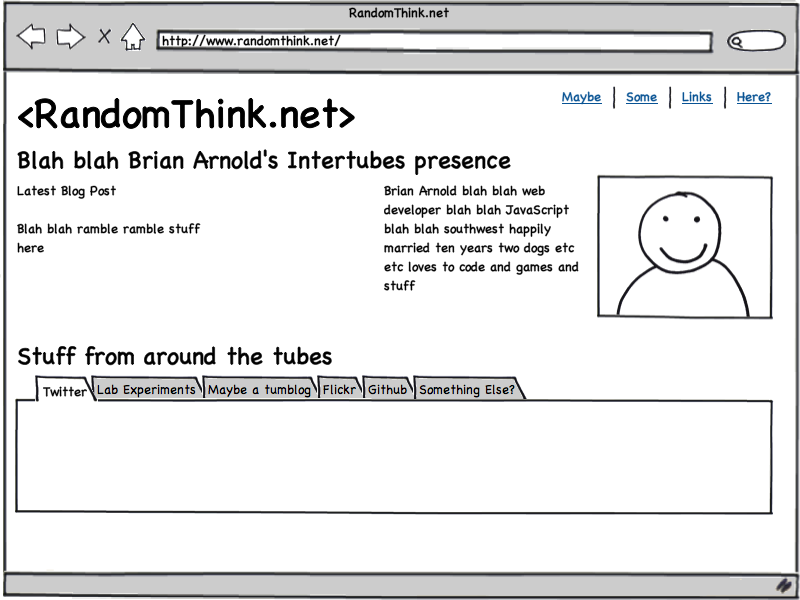 RandomThink.net
http://www.randomthink.net/
Maybe | Some | Links | Here?
<RandomThink.net>
Blah blah Brian Arnold's Intertubes presence
Latest Blog Post
Blah blah ramble ramble stuff
here
Brian Arnold blah blah web
developer blah blah JavaScript
blah blah southwest happily
married ten years two dogs etc
etc loves to code and games and
stuff
Stuff from around the tubes
Twitter Lab Experiments Maybe a tumblog Flickr Github Something Else?